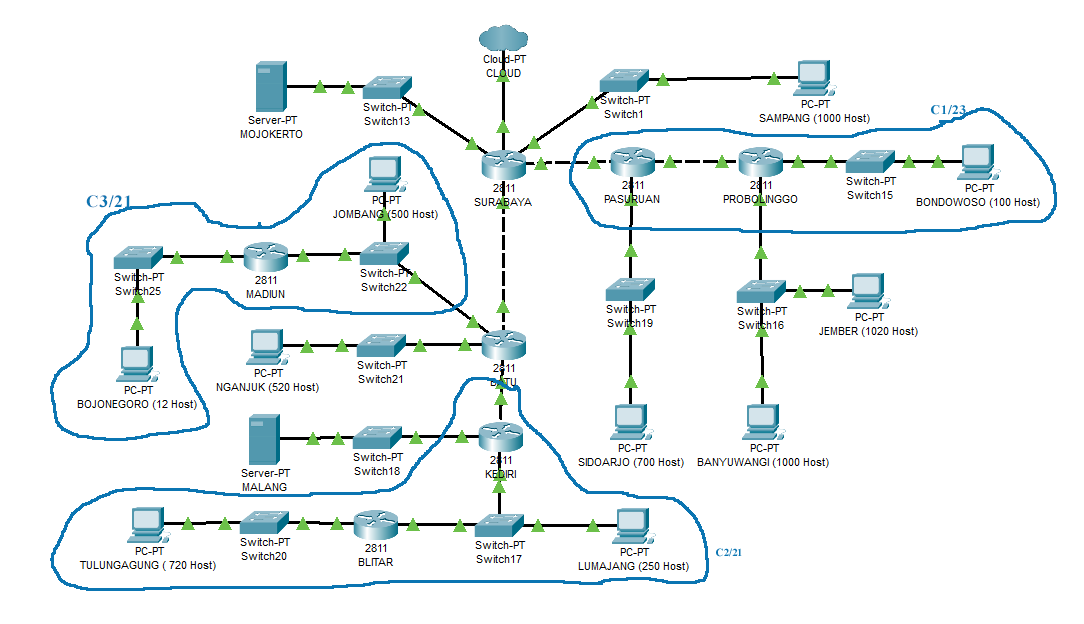 Cloud-PT
CLOUD
Server-PT
MOJOKERTO
Switch-PT
Switch13
Switch-PT
Switch1
PC-PT
SAMPANG (1000 Host)
C1/23
2811
SURABAYA
2811
PASURUAN
2811
PROBOLINGGO
Switch-PT
Switch15
PC-PT
BONDOWOSO (100 Host)
C3/21
PC-PT
JOMBANG (500 Host)
Switch-PT
Switch25
2811
MADIUN
Switch-PT
Switch22
Switch-PT
Switch19
Switch-PT
Switch16
PC-PT
JEMBER (1020 Host)
PC-PT
BOJONEGORO (12 Host)
PC-PT
NGANJUK (520 Host)
Switch-PT
Switch21
2811
BATU
Server-PT
MALANG
Switch-PT
Switch18
2811
KEDIRI
PC-PT
SIDOARJO (700 Host)
PC-PT
BANYUWANGI (1000 Host)
PC-PT
TULUNGAGUNG ( 720 Host)
Switch-PT
Switch20
2811
BLITAR
Switch-PT
Switch17
PC-PT
LUMAJANG (250 Host)
C2/21